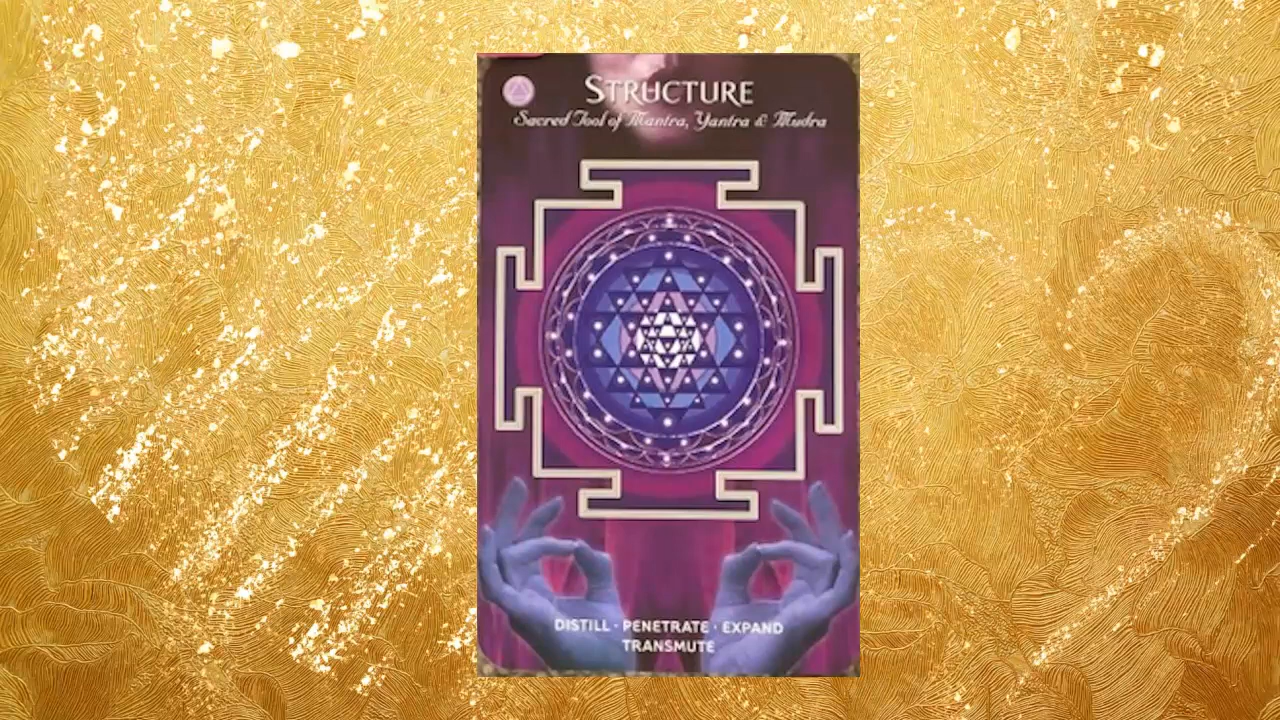 STRUCTURE
Sacred Tool of Mantra, Yantra & Mudra
DISTILL · PENETRATE · EXPAND
TRANSMUTE